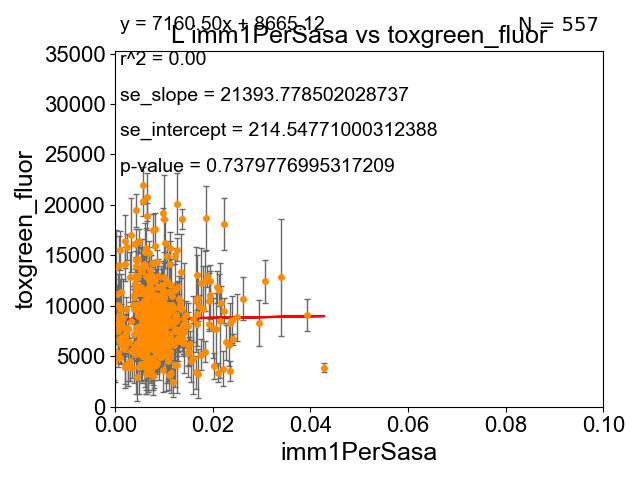 y = 7160.50x + 8665.12
N = 557
L imm1PerSasa vs toxgreen_fluor
r^2 = 0.00
se_slope = 21393.778502028737
se_intercept = 214.54771000312388
p-value = 0.7379776995317209
35000
30000
25000
20000
15000
10000
5000
0
toxgreen_fluor
0.00 0.02 0.04 0.06 0.08 0.10
imm1PerSasa